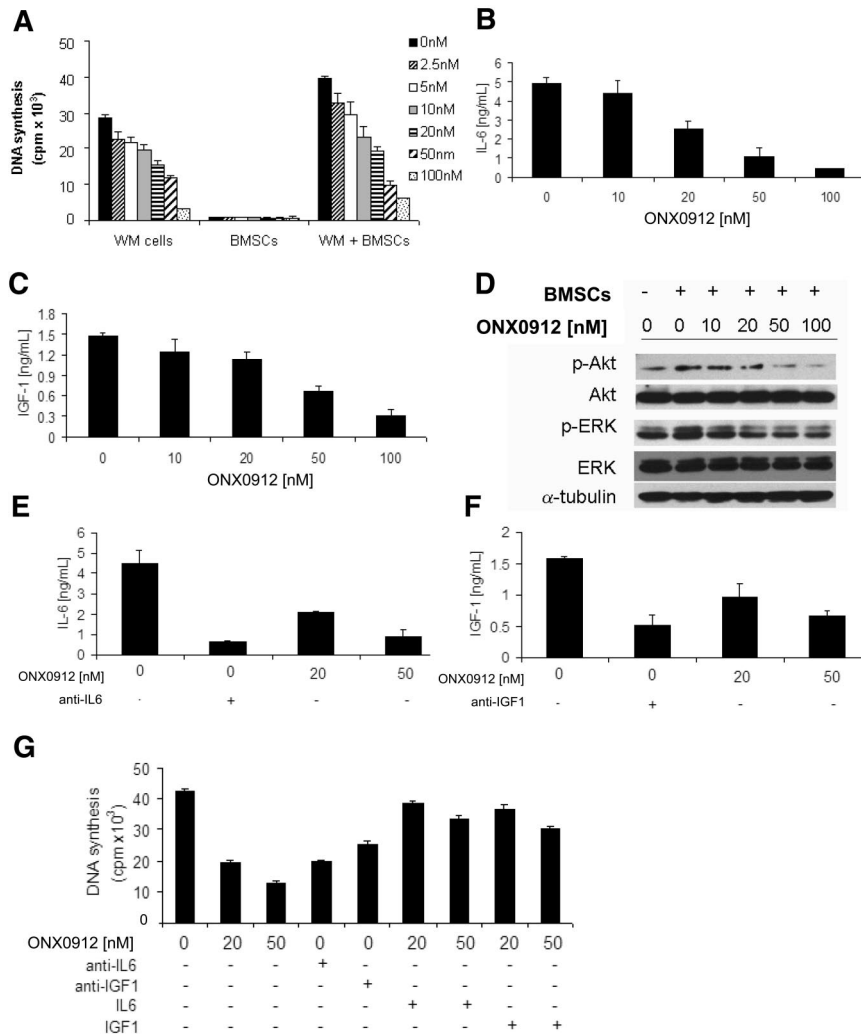 A
DNA synthesis
(cpm x 10³)
50
40
30
20
10
0
WM cells BMSCs WM + BMSCs
0nM
2.5nM
5nM
10nM
20nM
50nm
100nM
B
IL-6 [ng/mL]
6
5
4
3
2
1
0
0 10 20 50 100
ONX0912 [nM]
C
IGF-1 [ng/mL]
1.8
1.5
1.2
0.9
0.6
0.3
0
0 10 20 50 100
ONX0912 [nM]
D
BMSCs - + + + + +
ONX0912 [nM] 0 0 10 20 50 100
p-Akt
Akt
p-ERK
ERK
α-tubulin
E
IL-6 [ng/mL]
6
5
4
3
2
1
0
ONX0912 [nM] 0 0 20 50
anti-IL6 - + - -
F
IGF-1 [ng/mL]
2
1.5
1
0.5
0
ONX0912 [nM] 0 0 20 50
anti-IGF1 - + - -
G
DNA synthesis
(cpm x10³)
50
40
30
20
10
0
ONX0912 [nM] 0 20 50 0 0 20 50 20 50
anti-IL6 - - - + - - - - -
anti-IGF1 - - - - + - - - -
IL6 - - - - - + + - -
IGF1 - - - - - - - + +